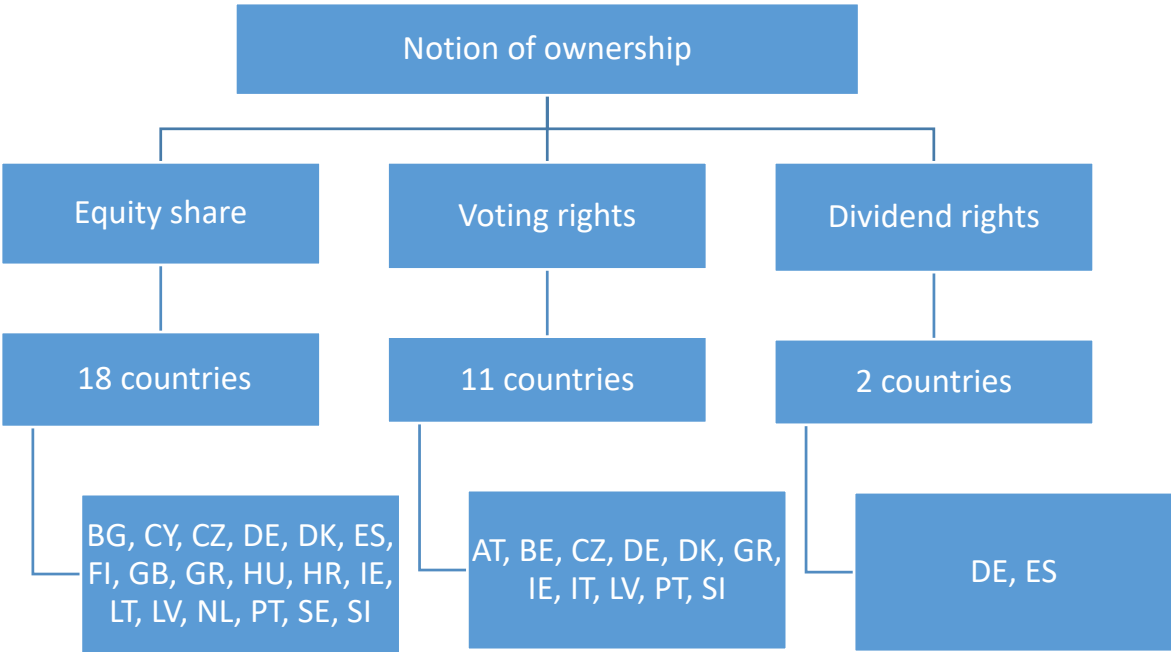 Notion of ownership
Equity share
Voting rights
Dividend rights
18 countries
11 countries
2 countries
BG, CY, CZ, DE, DK, ES,
FI, GB, GR, HU, HR, IE,
LT, LV, NL, PT, SE, SI
AT, BE, CZ, DE, DK, GR,
IE, IT, LV, PT, SI
DE, ES